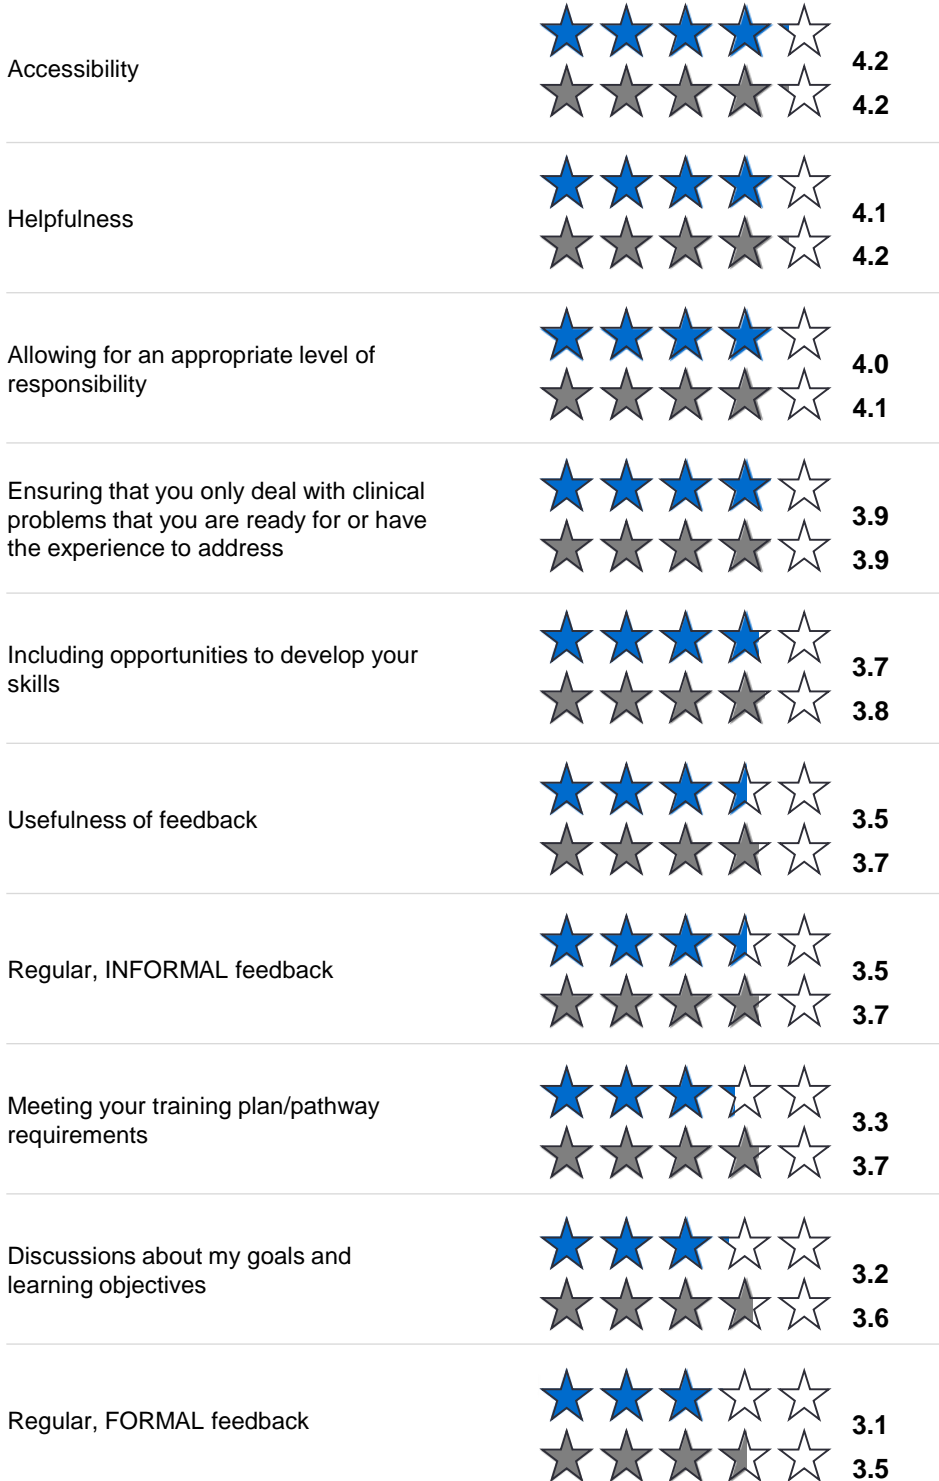 Accessibility
4.2
4.2
Helpfulness
4.1
4.2
Allowing for an appropriate level of
responsibility
4.0
4.1
Ensuring that you only deal with clinical
problems that you are ready for or have
the experience to address
3.9
3.9
Including opportunities to develop your
skills
3.7
3.8
Usefulness of feedback
3.5
3.7
Regular, INFORMAL feedback
3.5
3.7
Meeting your training plan/pathway
requirements
3.3
3.7
Discussions about my goals and
learning objectives
3.2
3.6
Regular, FORMAL feedback
3.1
3.5